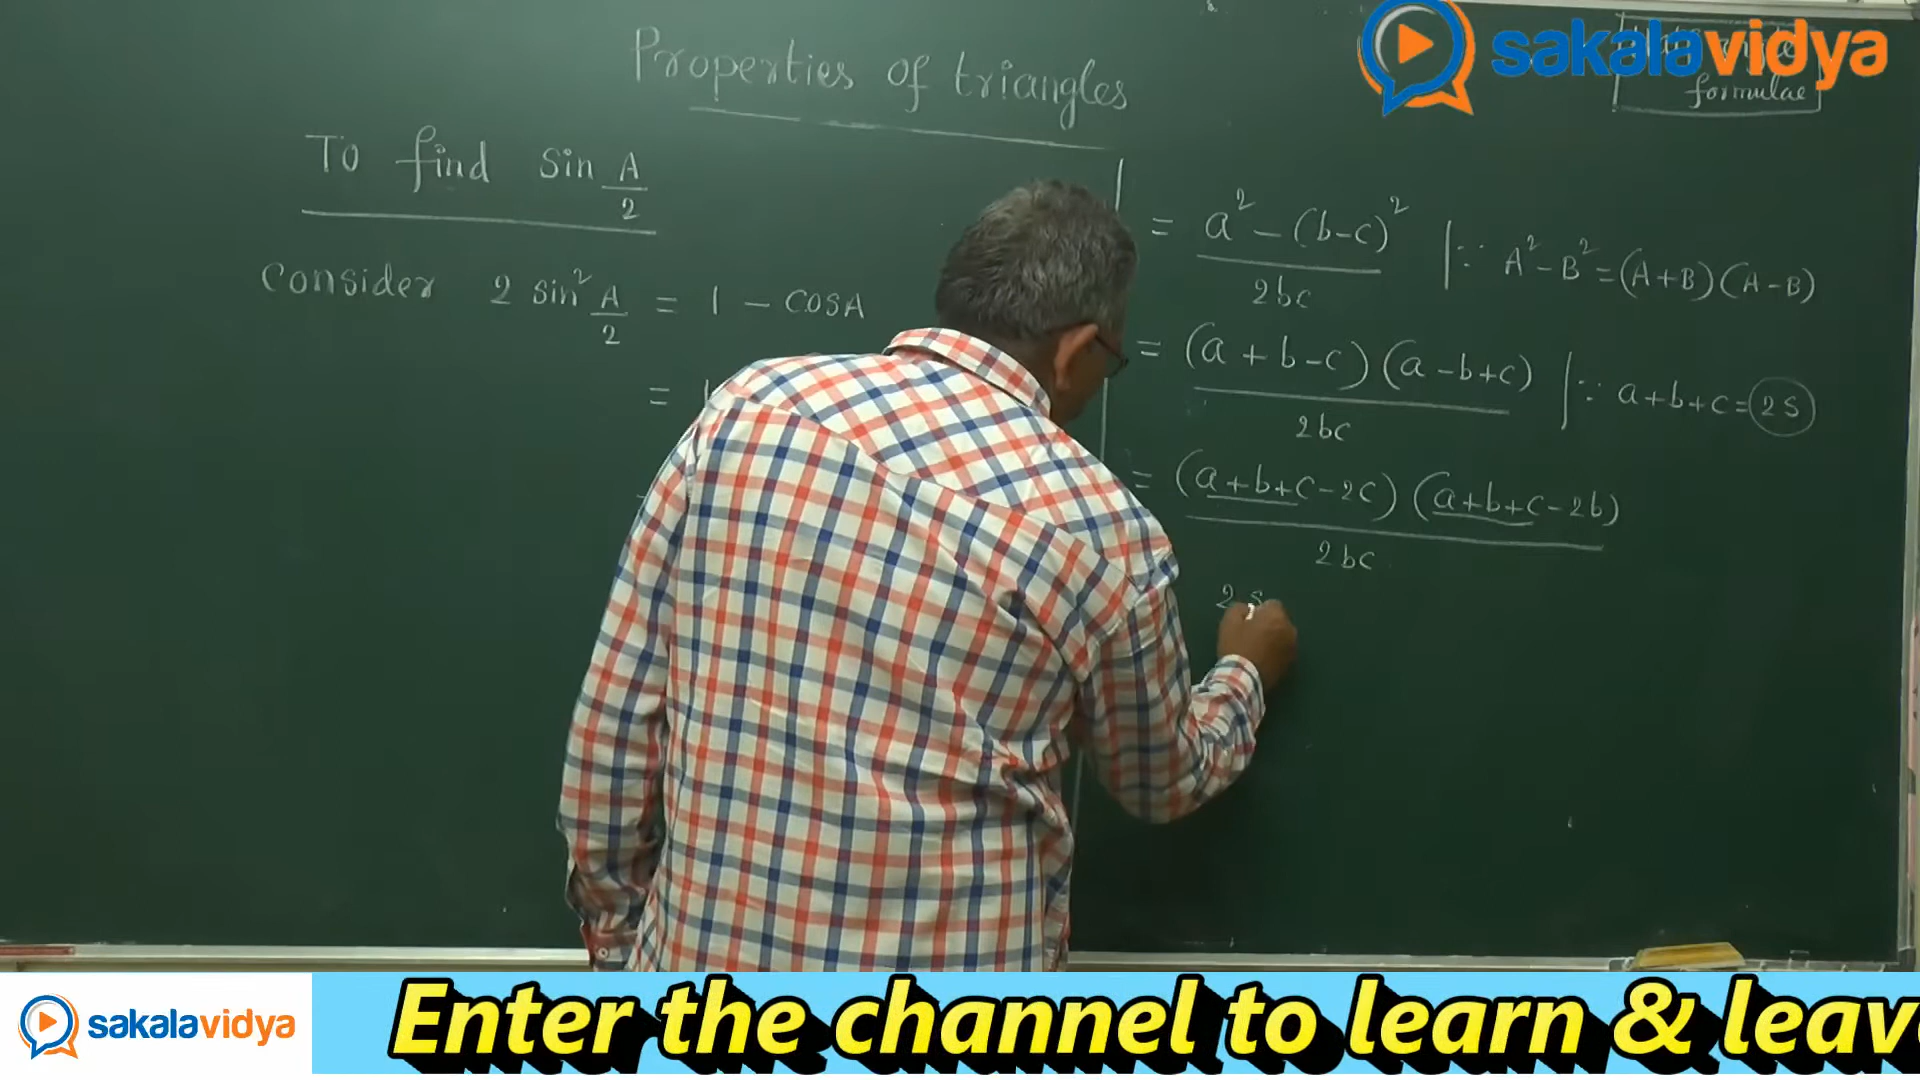 Properties of triangles
sakalavidya
formulae
To find sin A/2
Consider 2 sin² A/2 = 1 - cosA
=
= a² - (b-c)² / 2bc | ∵ A² - B² = (A+B)(A-B)
= (a + b - c)(a - b + c) / 2bc | ∵ a+b+c = 2S
= (a+b+c-2c)(a+b+c-2b) / 2bc
2 s
sakalavidya
Enter the channel to learn & leav